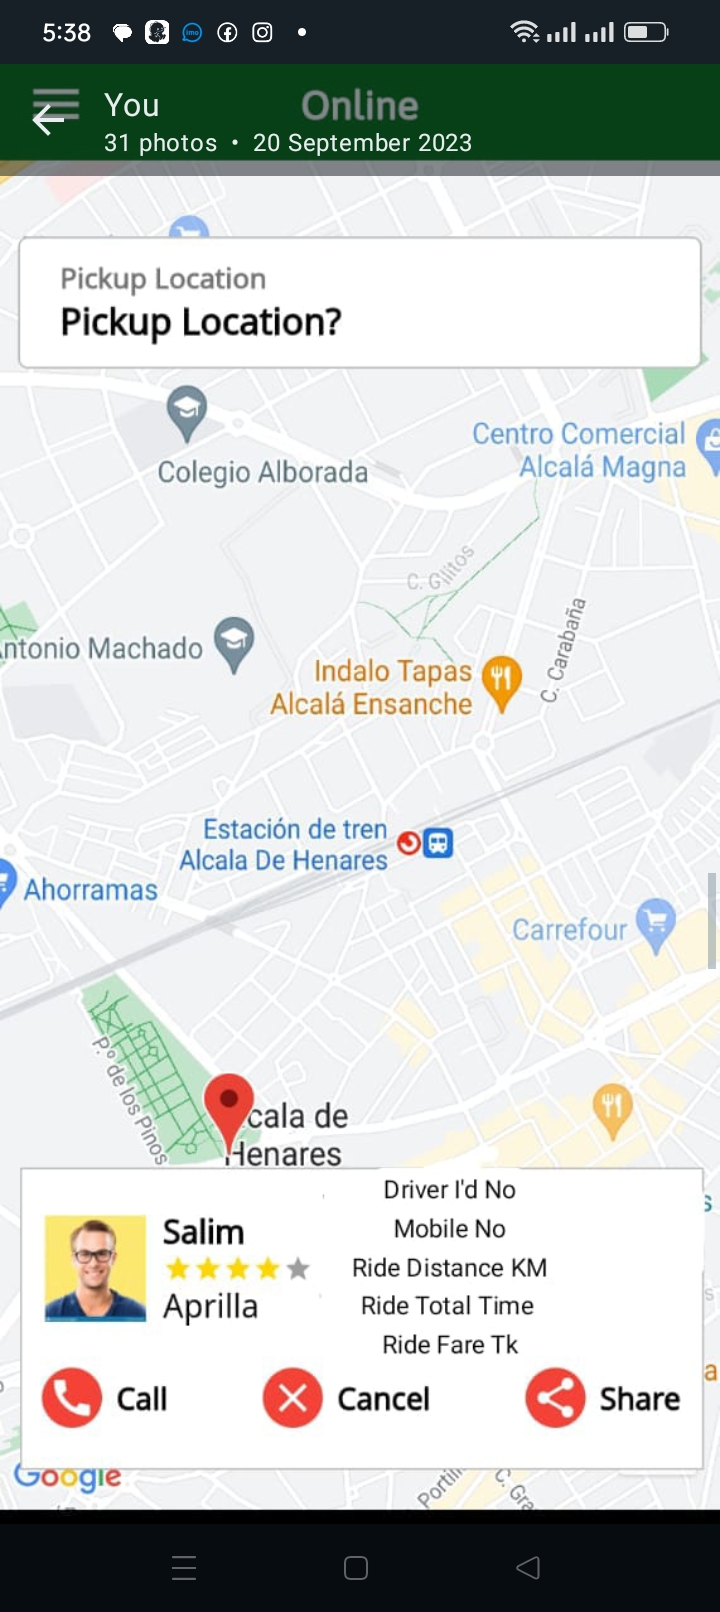 5:38
You
Online
31 photos • 20 September 2023
Pickup Location
Pickup Location?
Colegio Alborada
Centro Comercial
Alcalá Magna
C. Glitos
C. Carabaña
ntonio Machado
Indalo Tapas
Alcalá Ensanche
Estación de tren
Alcala De Henares
Ahorramas
Carrefour
P.º de los Pinos
cala de
Henares
Driver I'd No
Salim
Mobile No
Ride Distance KM
Aprilla
Ride Total Time
Ride Fare Tk
Call
Cancel
Share
Google
Portill
C. Gra